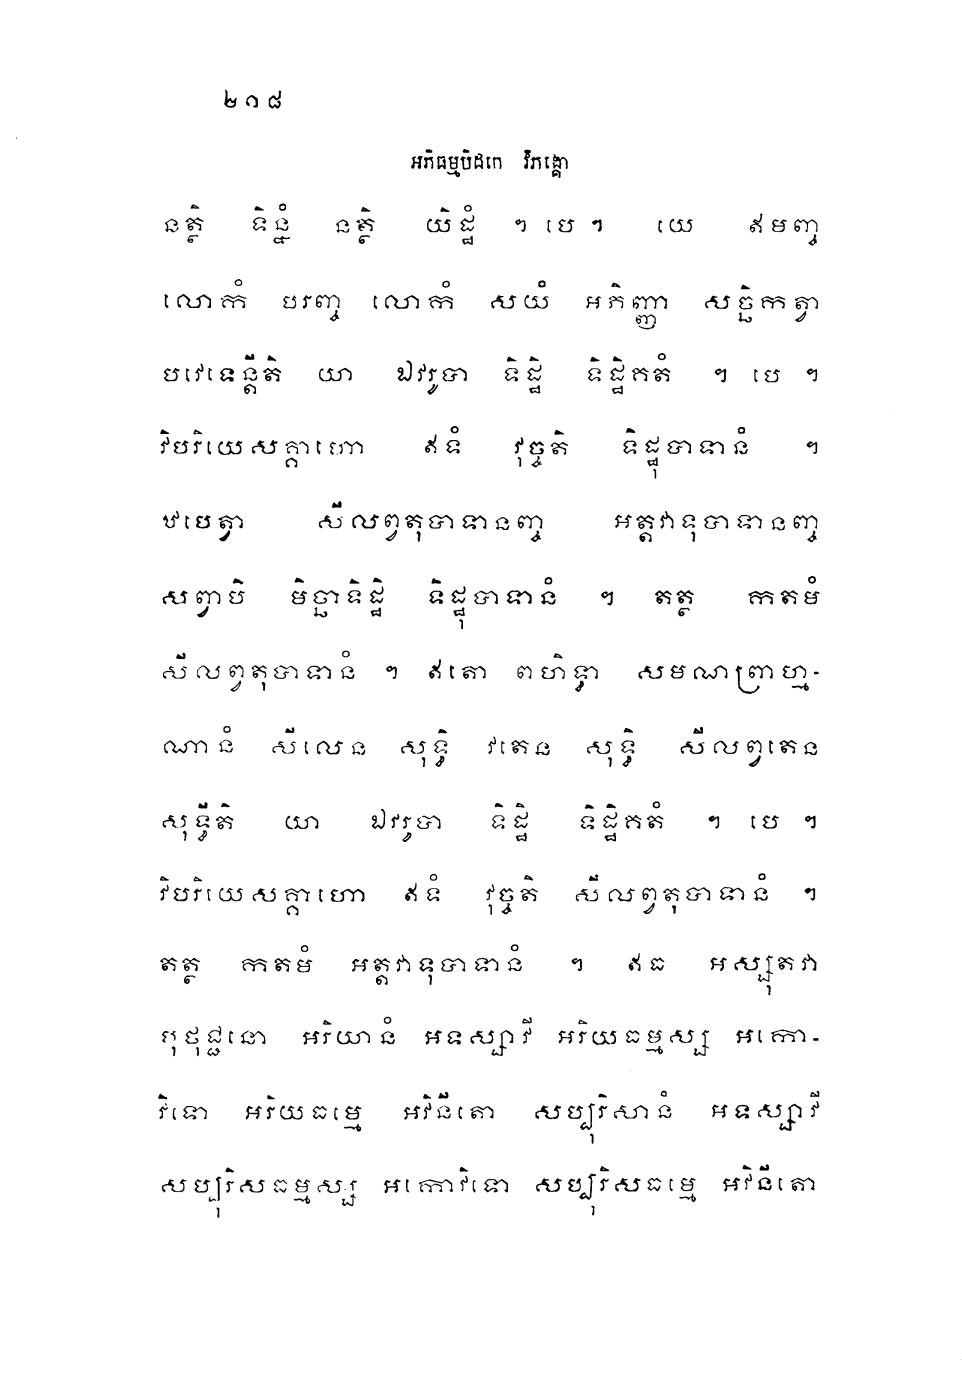 ២១៨
អភិធម្មបិដកេ វិភង្គោ
នត្ថិ ទិន្នំ នត្ថិ យិដ្ឋំ ។ បេ ។ យេ ឥមញ្ច
លោកំ បរញ្ច លោកំ សយំ អភិញ្ញា សច្ឆិកត្វា
បវេទេន្តីតិ យា ឯវរូបា ទិដ្ឋិ ទិដ្ឋិកតំ ។ បេ ។
វិបរិយេសគ្គាហោ ឥទំ វុច្ចតិ ទិដ្ឋុបាទានំ ។
ឋបេត្វា សីលព្វតុបាទានញ្ច អត្តវាទុបាទានញ្ច
សព្វាបិ មិច្ឆាទិដ្ឋិ ទិដ្ឋុបាទានំ ។ តត្ថ កតមំ
សីលព្វតុបាទានំ ។ ឥតោ ពហិទ្ធា សមណព្រាហ្ម-
ណានំ សីលេន សុទ្ធិ វតេន សុទ្ធិ សីលព្វតេន
សុទ្ធីតិ យា ឯវរូបា ទិដ្ឋិ ទិដ្ឋិកតំ ។ បេ ។
វិបរិយេសគ្គាហោ ឥទំ វុច្ចតិ សីលព្វតុបាទានំ ។
តត្ថ កតមំ អត្តវាទុបាទានំ ។ ឥធ អស្សុតវា
បុថុជ្ជនោ អរិយានំ អទស្សាវី អរិយធម្មស្ស អកោ-
វិទោ អរិយធម្មេ អវិនីតោ សប្បុរិសានំ អទស្សាវី
សប្បុរិសធម្មស្ស អកោវិទោ សប្បុរិសធម្មេ អវិនីតោ